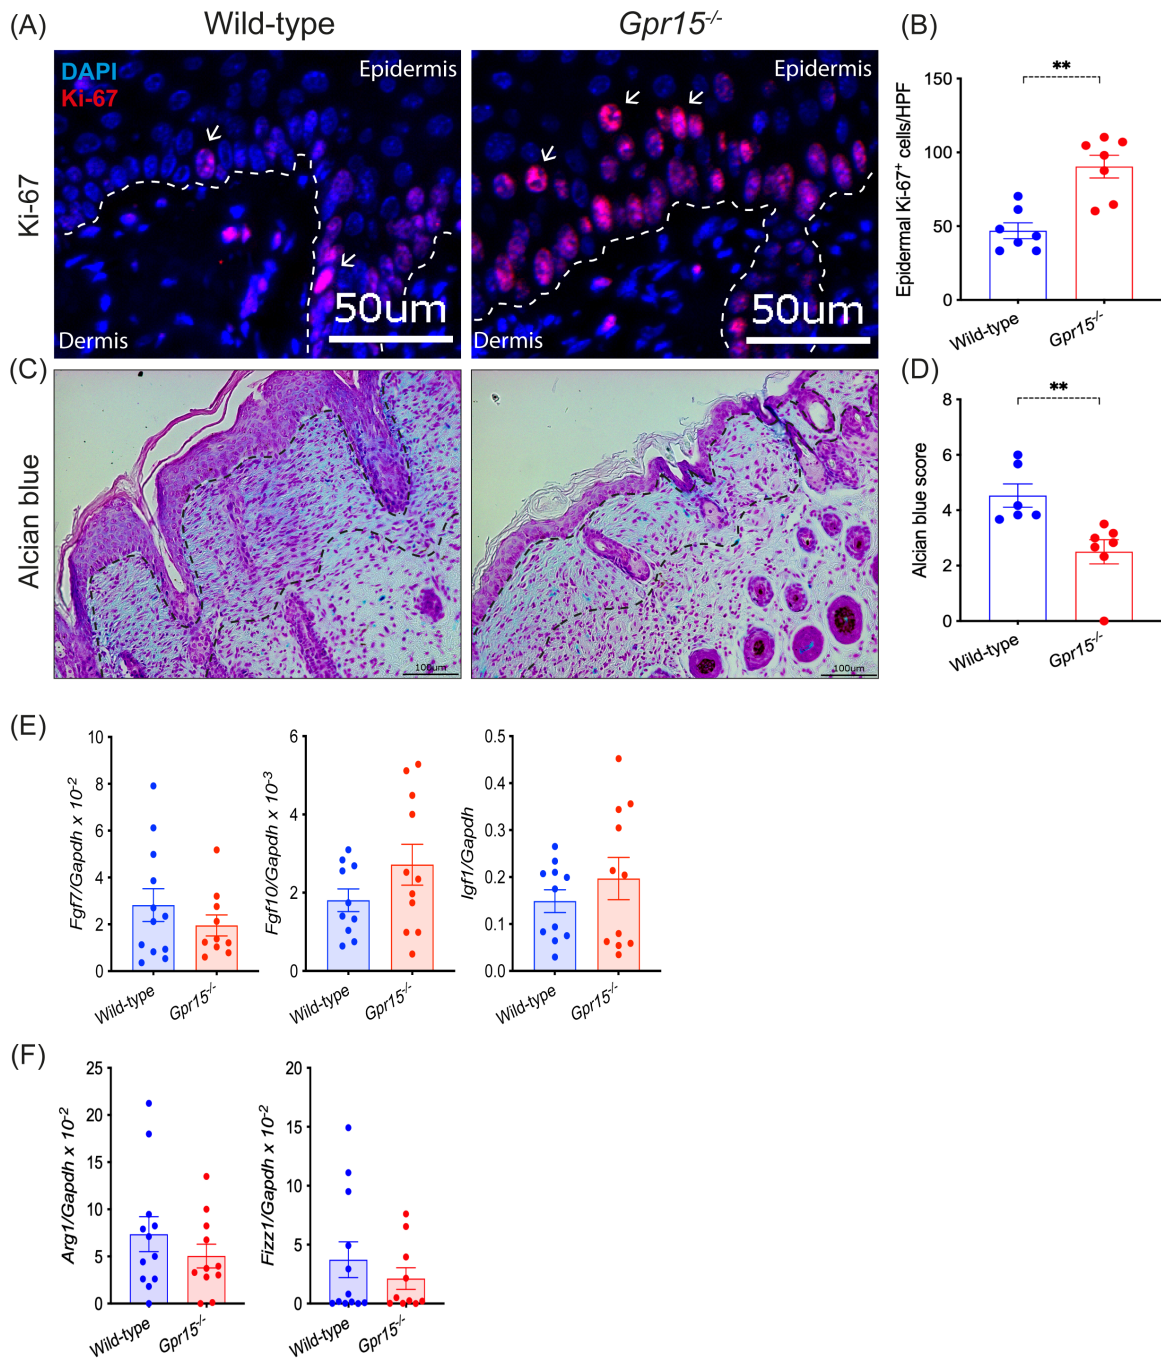 (A)
Wild-type
Gpr15-/-
DAPI
Ki-67
Epidermis
Dermis
50um
Epidermis
Dermis
50um
Ki-67
(B)
**
Epidermal Ki-67+ cells/HPF
150
100
50
0
Wild-type
Gpr15-/-
(C)
Alcian blue
100um
100um
(D)
**
Alcian blue score
8
6
4
2
0
Wild-type
Gpr15-/-
(E)
Fgf7/Gapdh x 10-2
10
8
6
4
2
0
Wild-type
Gpr15-/-
Fgf10/Gapdh x 10-3
6
4
2
0
Wild-type
Gpr15-/-
Igf1/Gapdh
0.5
0.4
0.3
0.2
0.1
0.0
Wild-type
Gpr15-/-
(F)
Arg1/Gapdh x 10-2
25
20
15
10
5
0
Wild-type
Gpr15-/-
Fizz1/Gapdh x 10-2
20
15
10
5
0
Wild-type
Gpr15-/-